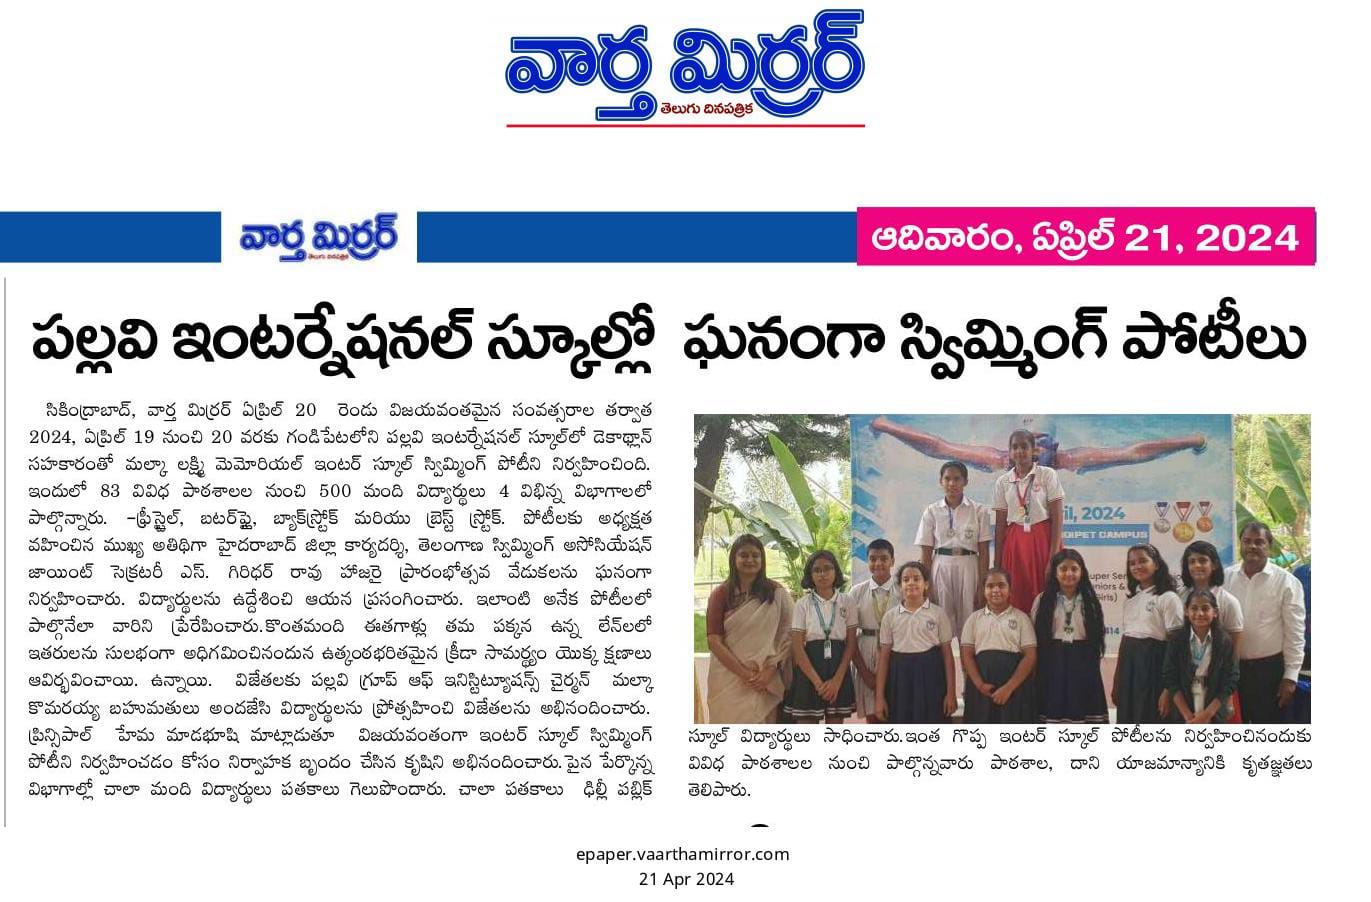 వార్త మిర్రర్
తెలుగు దినపత్రిక
వార్త మిర్రర్
తెలుగు దినపత్రిక
ఆదివారం, ఏప్రిల్ 21, 2024
పల్లవి ఇంటర్నేషనల్ స్కూల్లో ఘనంగా స్విమ్మింగ్ పోటీలు
సికింద్రాబాద్, వార్త మిర్రర్ ఏప్రిల్ 20 రెండు విజయవంతమైన సంవత్సరాల తర్వాత
2024, ఏప్రిల్ 19 నుంచి 20 వరకు గండిపేటలోని పల్లవి ఇంటర్నేషనల్ స్కూల్‌లో డెకాథ్లాన్
సహకారంతో మల్కా లక్ష్మి మెమోరియల్ ఇంటర్ స్కూల్ స్విమ్మింగ్ పోటీని నిర్వహించింది.
ఇందులో 83 వివిధ పాఠశాలల నుంచి 500 మంది విద్యార్థులు 4 విభిన్న విభాగాలలో
పాల్గొన్నారు. -ఫ్రీస్టైల్, బటర్‌ఫ్లై, బ్యాక్‌స్ట్రోక్ మరియు బ్రెస్ట్ స్ట్రోక్. పోటీలకు అధ్యక్షత
వహించిన ముఖ్య అతిథిగా హైదరాబాద్ జిల్లా కార్యదర్శి, తెలంగాణ స్విమ్మింగ్ అసోసియేషన్
జాయింట్ సెక్రటరీ ఎస్. గిరిధర్ రావు హాజరై ప్రారంభోత్సవ వేడుకలను ఘనంగా
నిర్వహించారు. విద్యార్థులను ఉద్దేశించి ఆయన ప్రసంగించారు. ఇలాంటి అనేక పోటీలలో
పాల్గొనేలా వారిని ప్రేరేపించారు.కొంతమంది ఈతగాళ్లు తమ పక్కన ఉన్న లేన్‌లలో
ఇతరులను సులభంగా అధిగమించినందున ఉత్కంఠభరితమైన క్రీడా సామర్థ్యం యొక్క క్షణాలు
ఆవిర్భవించాయి. ఉన్నాయి. విజేతలకు పల్లవి గ్రూప్ ఆఫ్ ఇనిస్టిట్యూషన్స్ చైర్మన్ మల్కా
కొమరయ్య బహుమతులు అందజేసి విద్యార్థులను ప్రోత్సహించి విజేతలను అభినందించారు.
ప్రిన్సిపాల్ హేమ మాడభూషి మాట్లాడుతూ విజయవంతంగా ఇంటర్ స్కూల్ స్విమ్మింగ్
పోటీని నిర్వహించడం కోసం నిర్వాహక బృందం చేసిన కృషిని అభినందించారు.పైన పేర్కొన్న
విభాగాల్లో చాలా మంది విద్యార్థులు పతకాలు గెలుపొందారు. చాలా పతకాలు ఢిల్లీ పబ్లిక్
il, 2024
DIPET CAMPUS
uper Sen
niors &
Girls)
స్కూల్ విద్యార్థులు సాధించారు.ఇంత గొప్ప ఇంటర్ స్కూల్ పోటీలను నిర్వహించినందుకు
వివిధ పాఠశాలల నుంచి పాల్గొన్నవారు పాఠశాల, దాని యాజమాన్యానికి కృతజ్ఞతలు
తెలిపారు.
epaper.vaarthamirror.com
21 Apr 2024